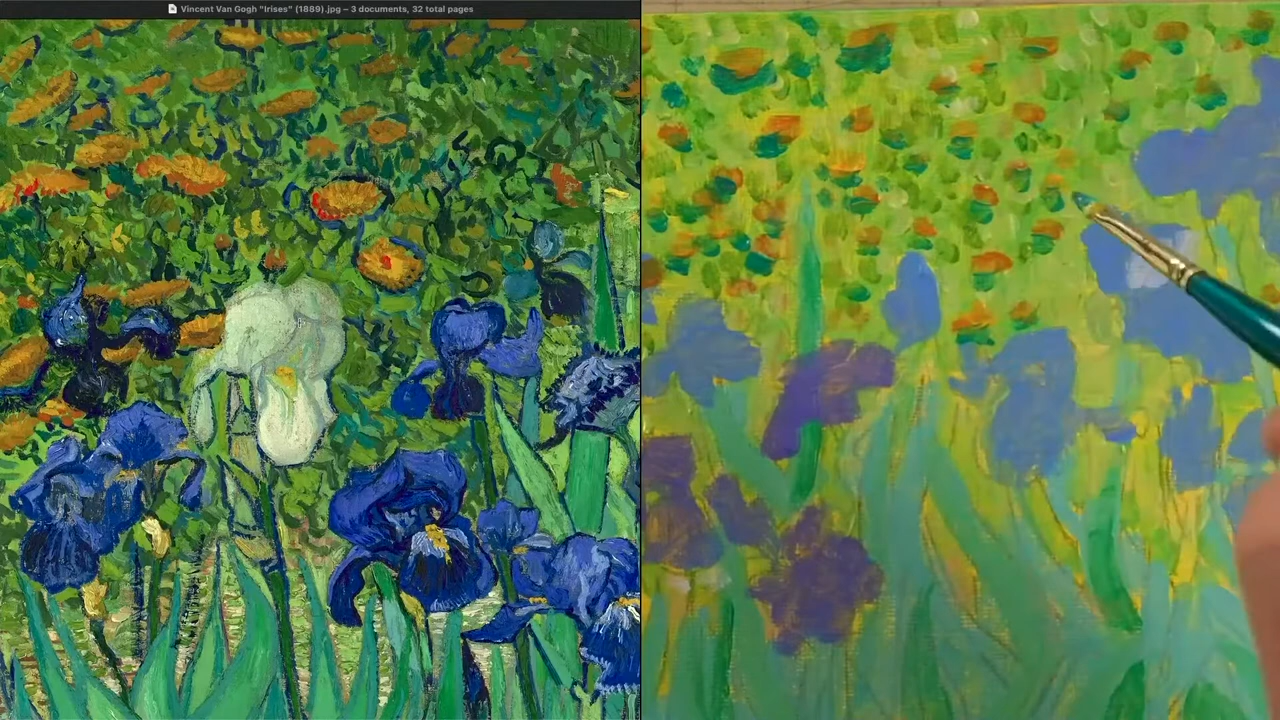 Vincent Van Gogh "Irises" (1889).jpg – 3 documents, 32 total pages